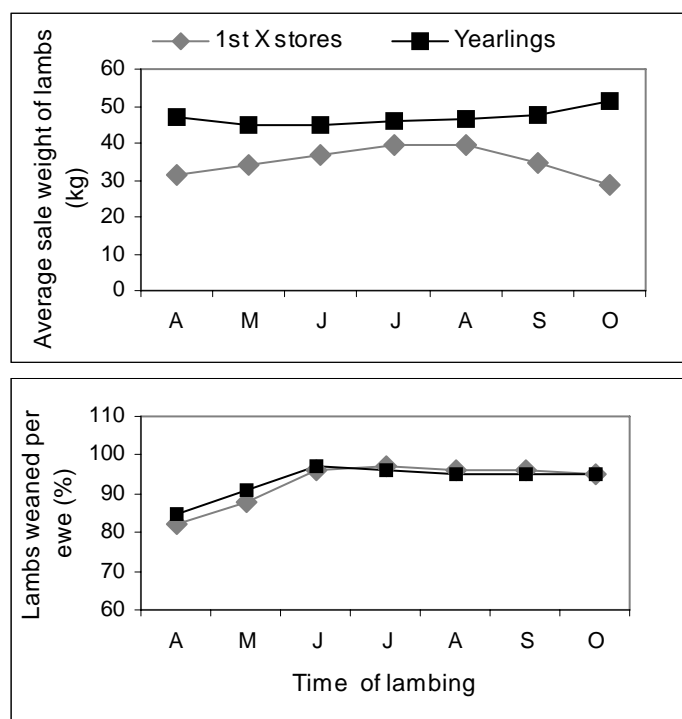 1st X stores Yearlings
Average sale weight of lambs
(kg)
60
50
40
30
20
10
0
A M J J A S O
Lambs weaned per
ewe (%)
110
100
90
80
70
60
A M J J A S O
Time of lambing